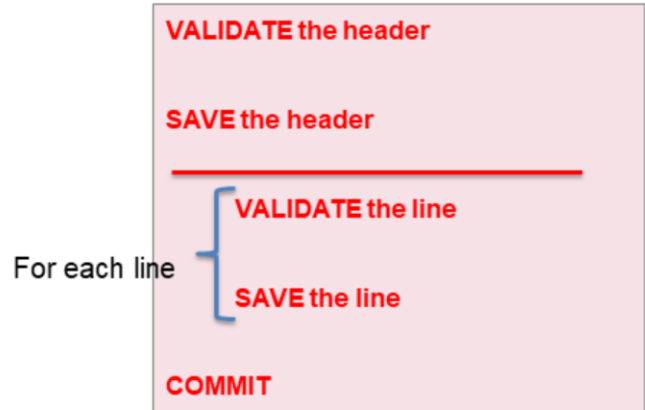 VALIDATE the header
SAVE the header
VALIDATE the line
For each line
SAVE the line
COMMIT